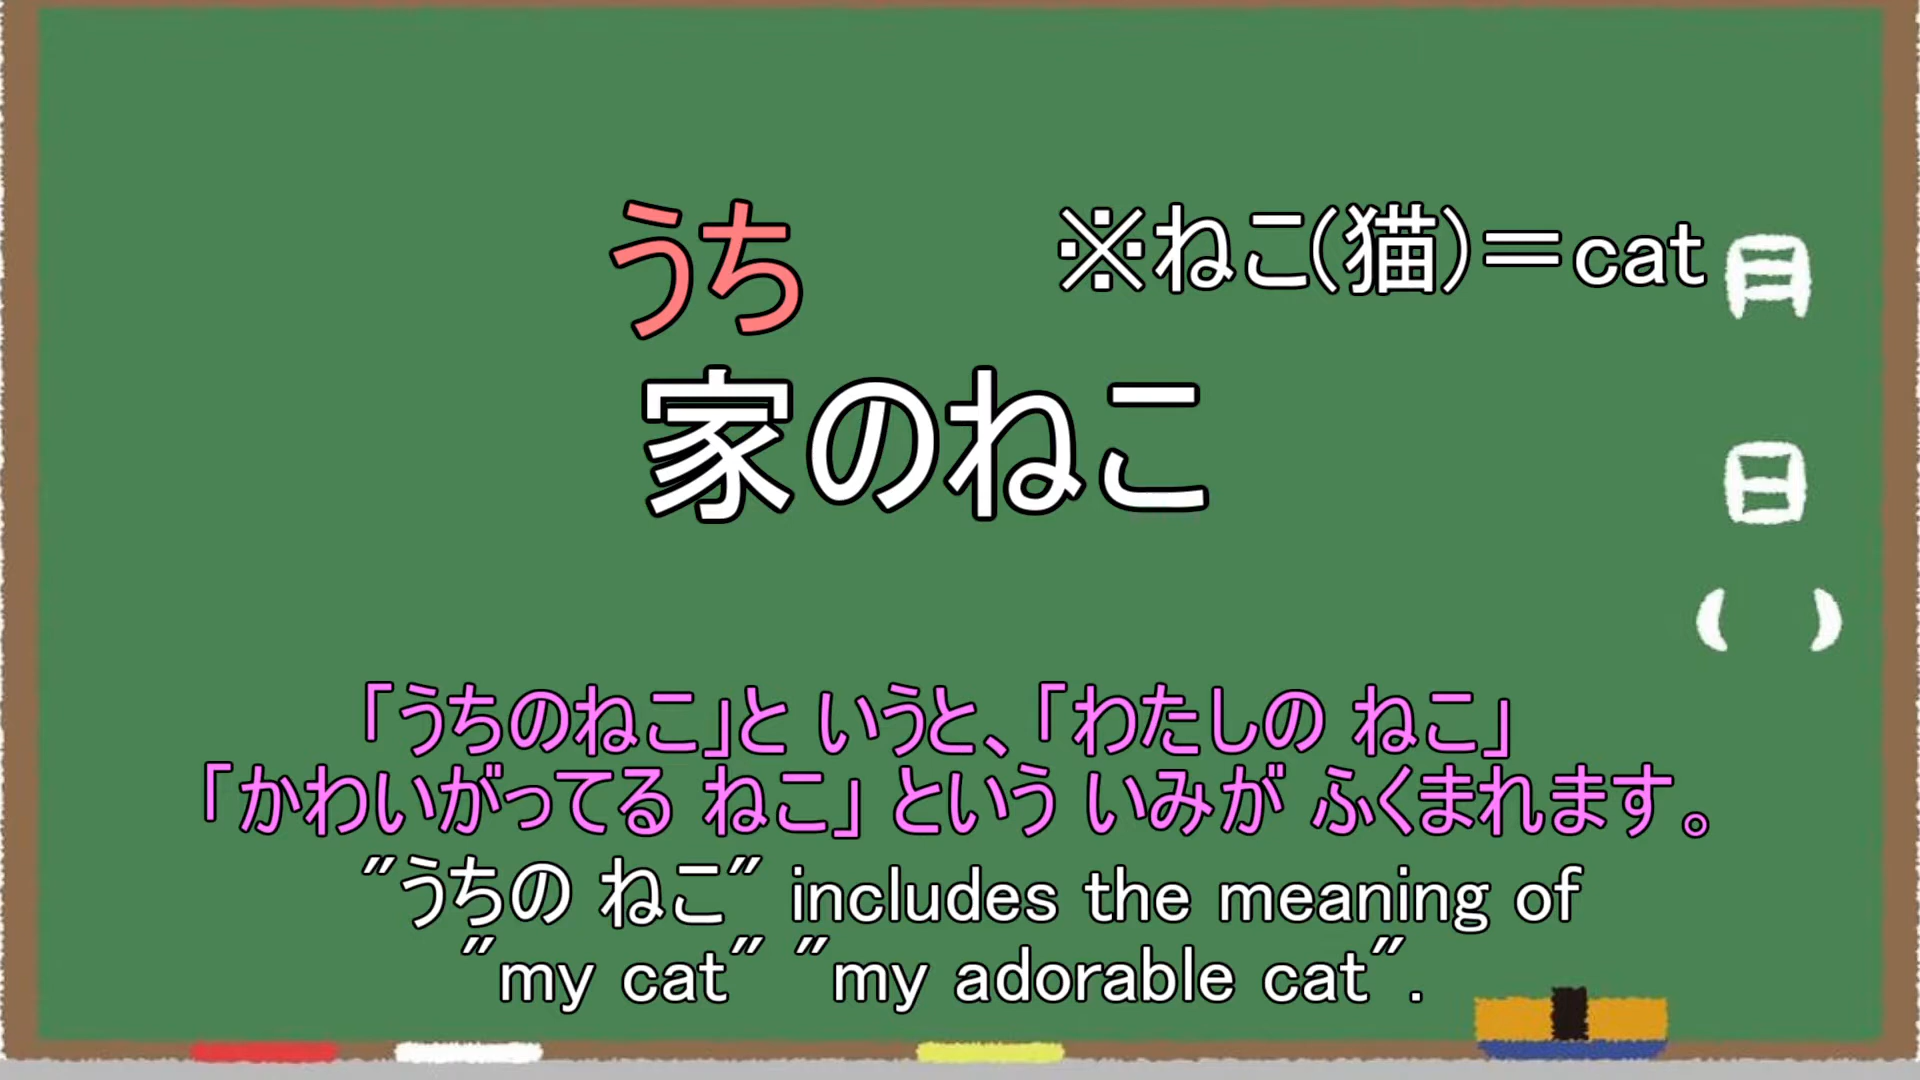 うち
※ねこ(猫)＝cat
家のねこ
月
日
(　)
「うちのねこ」と いうと、「わたしの ねこ」
「かわいがってる ねこ」 という いみが ふくまれます。
"うちの ねこ" includes the meaning of
"my cat" "my adorable cat".